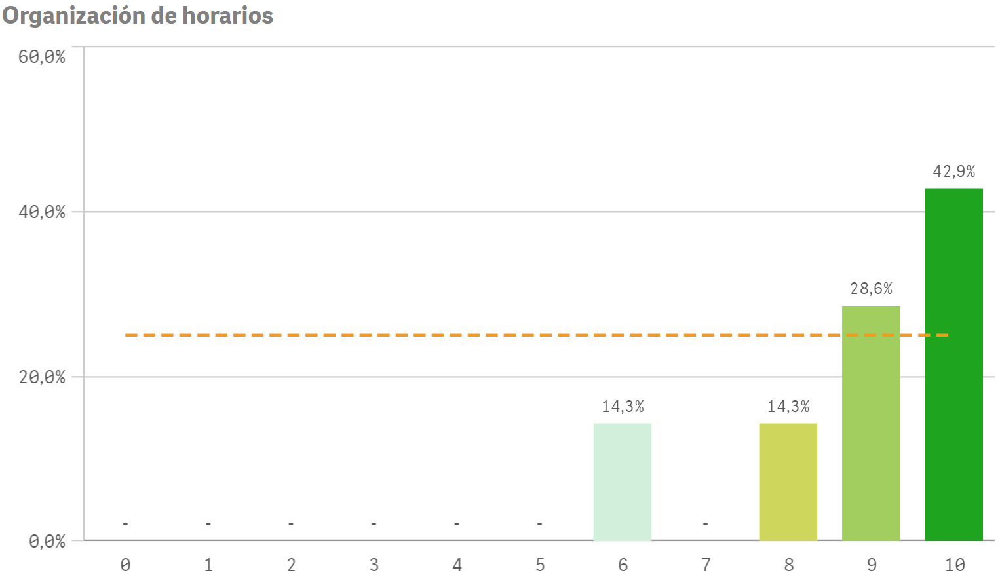 Organización de horarios
60,0%
42,9%
40,0%
28,6%
20,0%
14,3% 14,3%
- - - - - - -
0,0%
0 1 2 3 4 5 6 7 8 9 10